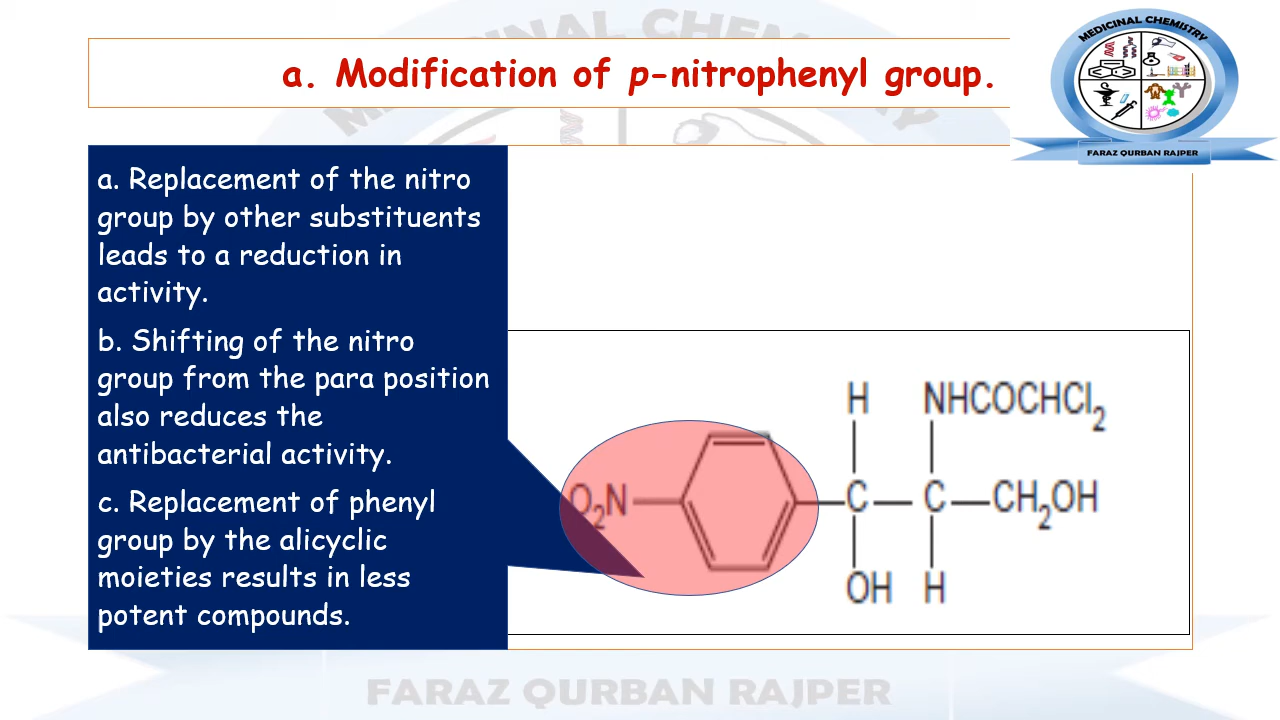 MEDICINAL CHEMISTRY
a. Modification of p-nitrophenyl group.
FARAZ QURBAN RAJPER
a. Replacement of the nitro
group by other substituents
leads to a reduction in
activity.
b. Shifting of the nitro
group from the para position
also reduces the
antibacterial activity.
c. Replacement of phenyl
group by the alicyclic
moieties results in less
potent compounds.
H NHCOCHCl2
O2N C C CH2OH
OH H
MEDICINAL CHEMISTRY
FARAZ QURBAN RAJPER